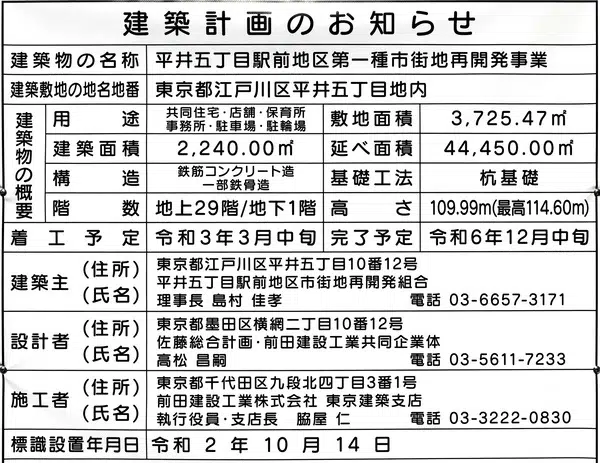 建築計画のお知らせ
建築物の名称 平井五丁目駅前地区第一種市街地再開発事業
建築敷地の地名地番 東京都江戸川区平井五丁目地内
建築物の概要
用途 共同住宅・店舗・保育所 事務所・駐車場・駐輪場 敷地面積 3,725.47㎡
建築面積 2,240.00㎡ 延べ面積 44,450.00㎡
構造 鉄筋コンクリート造 一部鉄骨造 基礎工法 杭基礎
階数 地上29階/地下1階 高さ 109.99m(最高114.60m)
着工予定 令和3年3月中旬 完了予定 令和6年12月中旬
建築主 (住所) 東京都江戸川区平井五丁目10番12号
(氏名) 平井五丁目駅前地区市街地再開発組合
理事長 島村 佳孝 電話 03-6657-3171
設計者 (住所) 東京都墨田区横網二丁目10番12号
(氏名) 佐藤総合計画・前田建設工業共同企業体
高松 昌嗣 電話 03-5611-7233
施工者 (住所) 東京都千代田区九段北四丁目3番1号
(氏名) 前田建設工業株式会社 東京建築支店
執行役員・支店長 脇屋 仁 電話 03-3222-0830
標識設置年月日 令和 2 年 10 月 14 日